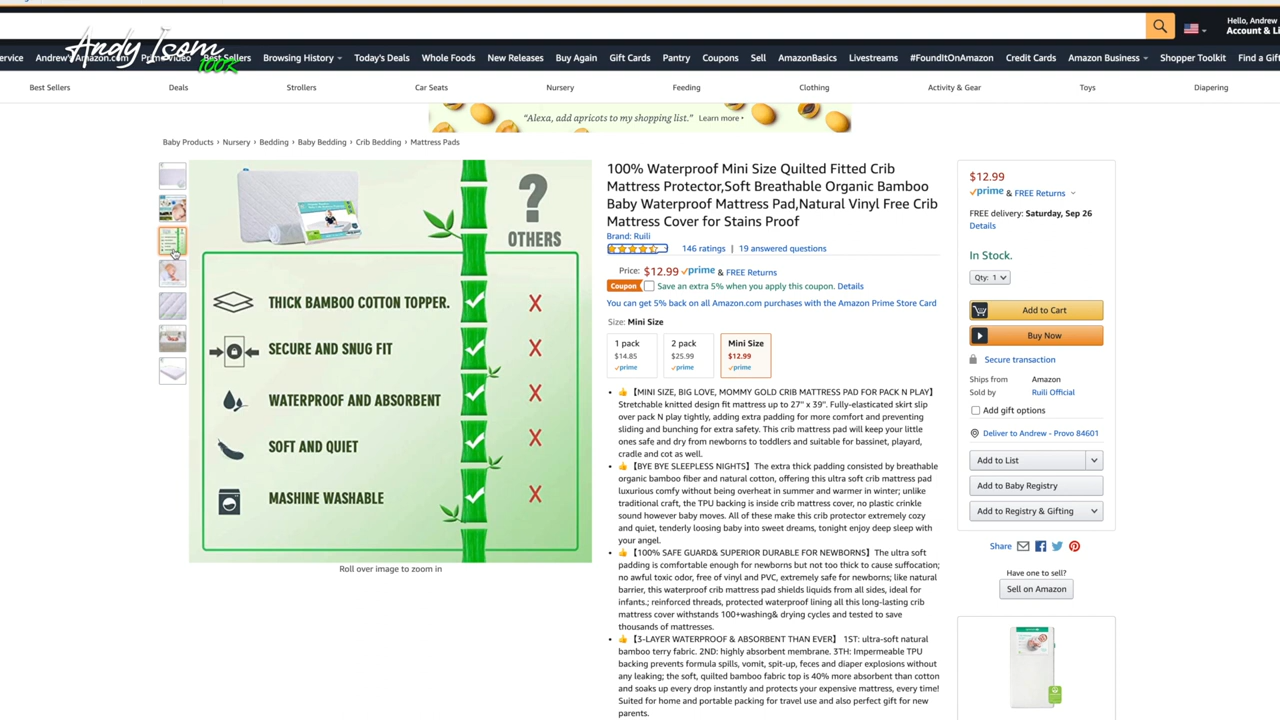 Hello, Andrew
Account & Li
Andy Isom
100%
ervice Andrew's Amazon.com Prime Video Best Sellers Browsing History Today's Deals Whole Foods New Releases Buy Again Gift Cards Pantry Coupons Sell AmazonBasics Livestreams #FoundItOnAmazon Credit Cards Amazon Business Shopper Toolkit Find a Gif
Best Sellers Deals Strollers Car Seats Nursery Feeding Clothing Activity & Gear Toys Diapering
"Alexa, add apricots to my shopping list." Learn more
Baby Products › Nursery › Bedding › Baby Bedding › Crib Bedding › Mattress Pads
?
OTHERS
THICK BAMBOO COTTON TOPPER.
SECURE AND SNUG FIT
WATERPROOF AND ABSORBENT
SOFT AND QUIET
MASHINE WASHABLE
Roll over image to zoom in
100% Waterproof Mini Size Quilted Fitted Crib
Mattress Protector,Soft Breathable Organic Bamboo
Baby Waterproof Mattress Pad,Natural Vinyl Free Crib
Mattress Cover for Stains Proof
Brand: Ruili
146 ratings | 19 answered questions
Price: $12.99 prime & FREE Returns
Coupon Save an extra 5% when you apply this coupon. Details
You can get 5% back on all Amazon.com purchases with the Amazon Prime Store Card
Size: Mini Size
1 pack 2 pack Mini Size
$14.85 $25.99 $12.99
prime prime prime
• 👍【MINI SIZE, BIG LOVE, MOMMY GOLD CRIB MATTRESS PAD FOR PACK N PLAY】
Stretchable knitted design fit mattress up to 27" x 39". Fully-elasticated skirt slip
over pack N play tightly, adding extra padding for more comfort and preventing
sliding and bunching for extra safety. This crib mattress pad will keep your little
ones safe and dry from newborns to toddlers and suitable for bassinet, playard,
cradle and cot as well.
• 👍【BYE BYE SLEEPLESS NIGHTS】The extra thick padding consisted by breathable
organic bamboo fiber and natural cotton, offering this ultra soft crib mattress pad
luxurious comfy without being overheat in summer and warmer in winter; unlike
traditional craft, the TPU backing is inside crib mattress cover, no plastic crinkle
sound however baby moves. All of these make this crib protector extremely cozy
and quiet, tenderly loosing baby into sweet dreams, tonight enjoy deep sleep with
your angel.
• 👍【100% SAFE GUARD& SUPERIOR DURABLE FOR NEWBORNS】The ultra soft
padding is comfortable enough for newborns but not too thick to cause suffocation;
no awful toxic odor, free of vinyl and PVC, extremely safe for newborns; like natural
barrier, this waterproof crib mattress pad shields liquids from all sides, ideal for
infants.; reinforced threads, protected waterproof lining all this long-lasting crib
mattress cover withstands 100+washing& drying cycles and tested to save
thousands of mattresses.
• 👍【3-LAYER WATERPROOF & ABSORBENT THAN EVER】 1ST: ultra-soft natural
bamboo terry fabric. 2ND: highly absorbent membrane. 3TH: Impermeable TPU
backing prevents formula spills, vomit, spit-up, feces and diaper explosions without
any leaking; the soft, quilted bamboo fabric top is 40% more absorbent than cotton
and soaks up every drop instantly and protects your expensive mattress, every time!
Suited for home and portable packing for travel use and also perfect gift for new
parents.
$12.99
prime & FREE Returns
FREE delivery: Saturday, Sep 26
Details
In Stock.
Qty: 1
Add to Cart
Buy Now
Secure transaction
Ships from Amazon
Sold by Ruili Official
Add gift options
Deliver to Andrew - Provo 84601
Add to List
Add to Baby Registry
Add to Registry & Gifting
Share
Have one to sell?
Sell on Amazon